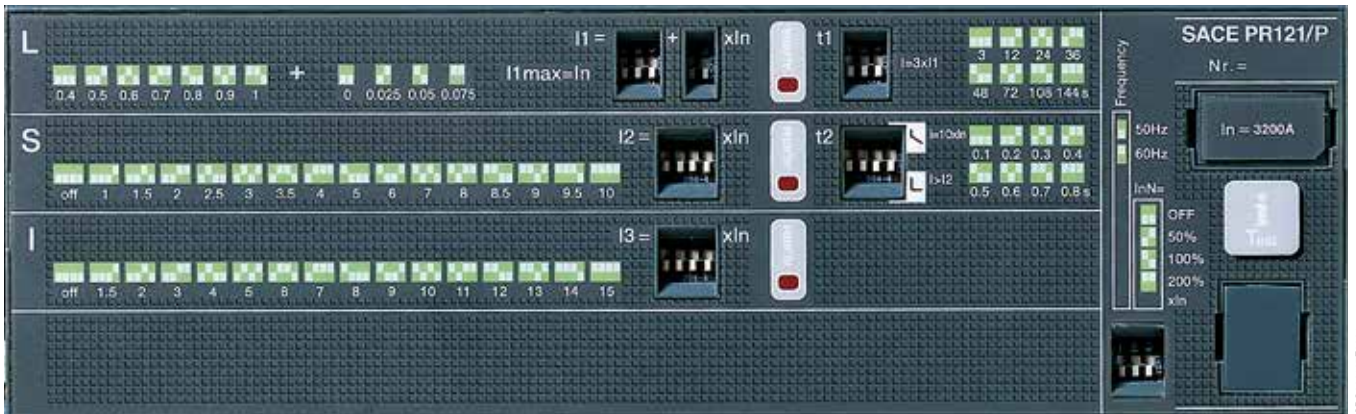 L
I1 = + xIn
t1
I=3xI1
3 12 24 36
48 72 108 144 s
0.4 0.5 0.6 0.7 0.8 0.9 1 + 0 0.025 0.05 0.075
I1max=In
S
I2= xIn
t2
I=10xIn
I>I2
0.1 0.2 0.3 0.4
0.5 0.6 0.7 0.8 s
off 1 1.5 2 2.5 3 3.5 4 5 6 7 8 8.5 9 9.5 10
I
I3 = xIn
off 1.5 2 3 4 5 6 7 8 9 10 11 12 13 14 15
Frequency
50Hz
60Hz
InN=
OFF
50%
100%
200%
xIn
SACE PR121/P
Nr. =
In = 3200A
Test